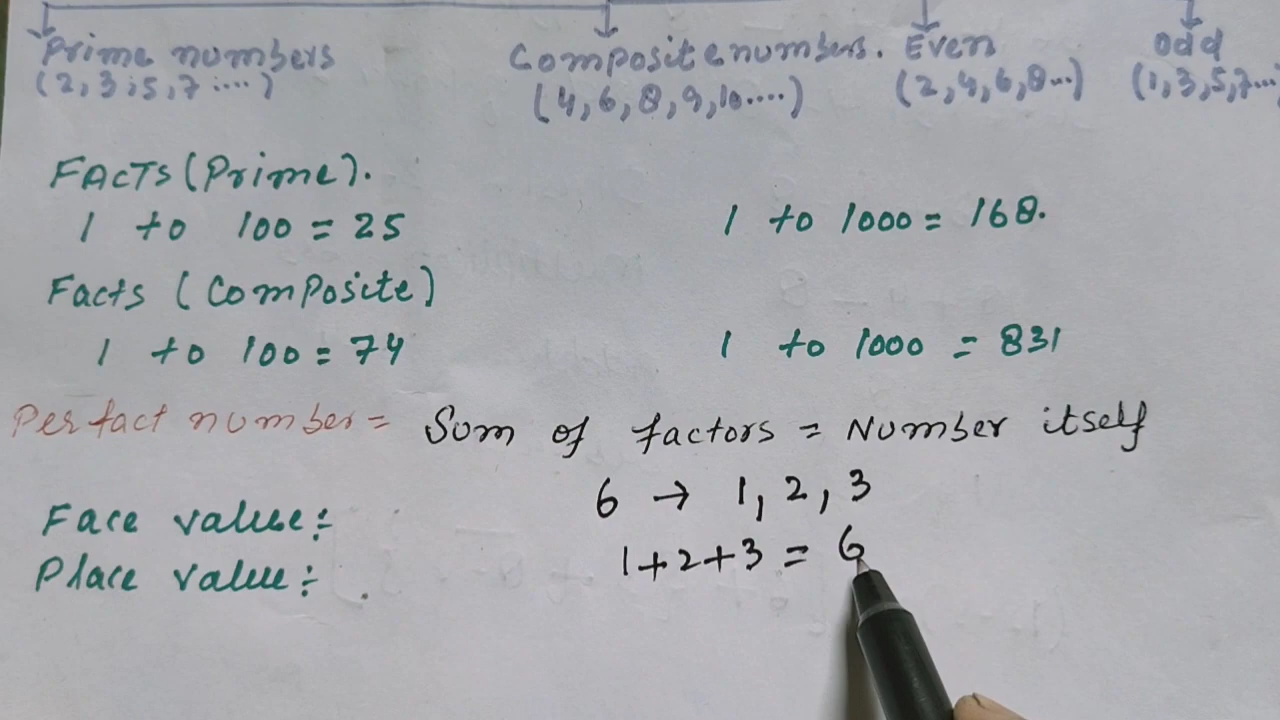 Prime numbers
(2, 3, 5, 7 ....)
Composite numbers.
(4, 6, 8, 9, 10....)
Even
(2, 4, 6, 8...)
Odd
(1, 3, 5, 7...
FACTS (Prime).
1 to 100 = 25
1 to 1000 = 168.
Facts (Composite)
1 to 100 = 74
1 to 1000 = 831
Perfact number = Sum of factors = Number itself
6 → 1, 2, 3
Face value:
1+2+3 = 6
Place value: